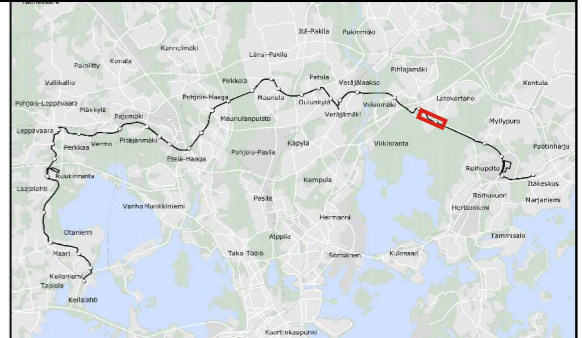 Itä-Pakila
Pukinmäki
Kannelmäki
Länsi-Pakila
Konala
Painiitty
Pihlajamäki
Vallikallio
Pirkkola
Patola
Veräjälaakso
Kontula
Pohjois-Leppävaara
Pohjois-Haaga
Maunula
Oulunkylä
Viikinmäki
Latokartano
Mäkkylä
Pajamäki
Maunulanpuisto
Veräjämäki
Myllypuro
Leppävaara
Perkkaa
Vermo
Pitäjänmäki
Etelä-Haaga
Pohjois-Pasila
Käpylä
Viikinranta
Puotinharju
Ruukinranta
Kumpula
Roihupelto
Itäkeskus
Laajalahti
Vanha Munkkiniemi
Pasila
Hermanni
Roihuvuori
Herttoniemi
Marjaniemi
Otaniemi
Alppila
Tammisalo
Maari
Taka-Töölö
Sörnäinen
Kulosaari
Keilaniemi
Tapiola
Keilalahti
Kaartinkaupunki